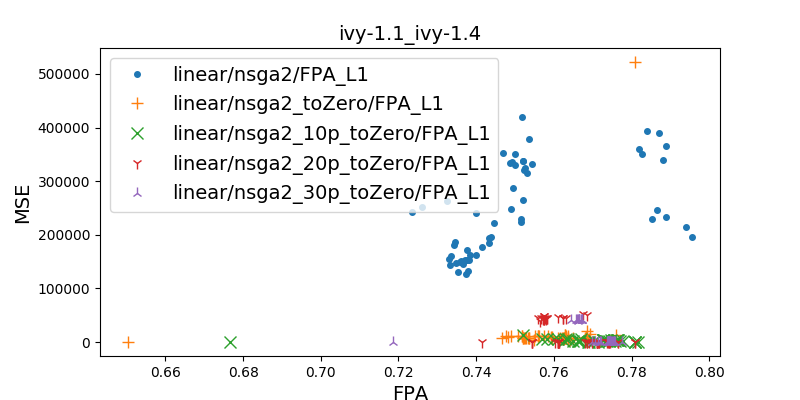 ivy-1.1_ivy-1.4
linear/nsga2/FPA_L1
linear/nsga2_toZero/FPA_L1
linear/nsga2_10p_toZero/FPA_L1
linear/nsga2_20p_toZero/FPA_L1
linear/nsga2_30p_toZero/FPA_L1
MSE
500000
400000
300000
200000
100000
0
0.66 0.68 0.70 0.72 0.74 0.76 0.78 0.80
FPA